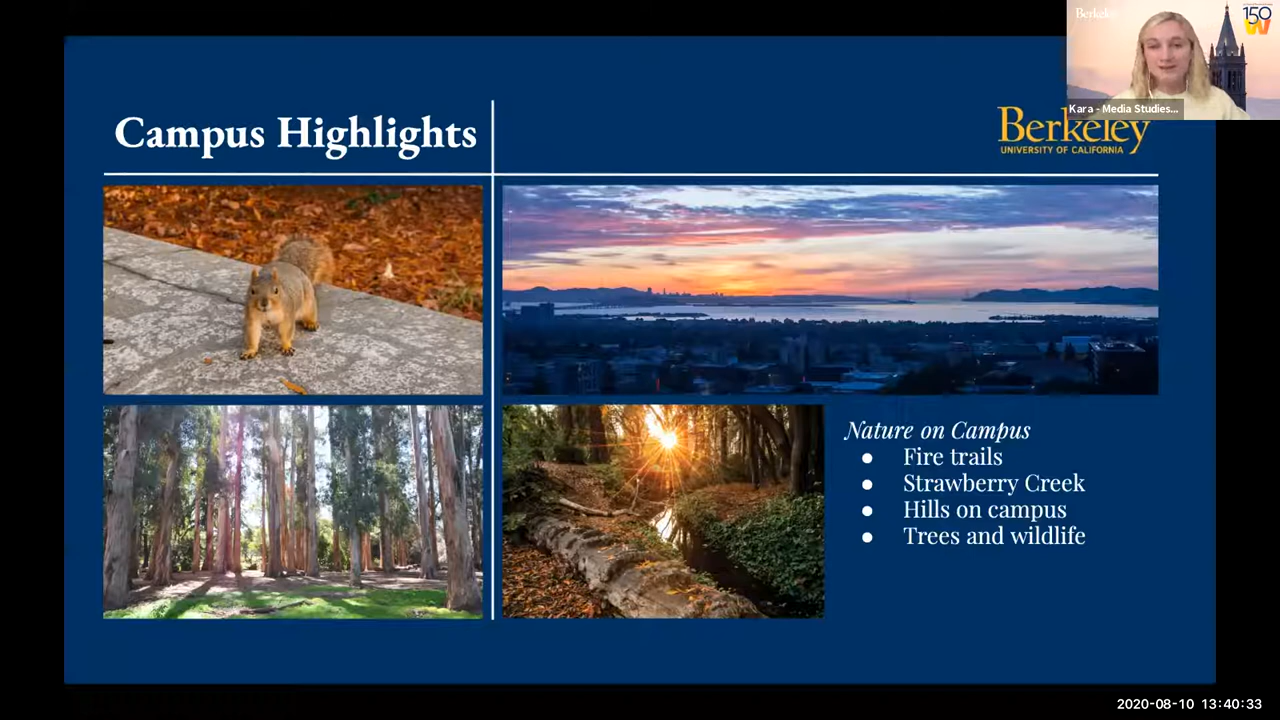 Berkeley
150
W
Kara - Media Studies...
Campus Highlights
Berkeley
UNIVERSITY OF CALIFORNIA
Nature on Campus
● Fire trails
● Strawberry Creek
● Hills on campus
● Trees and wildlife
2020-08-10 13:40:33